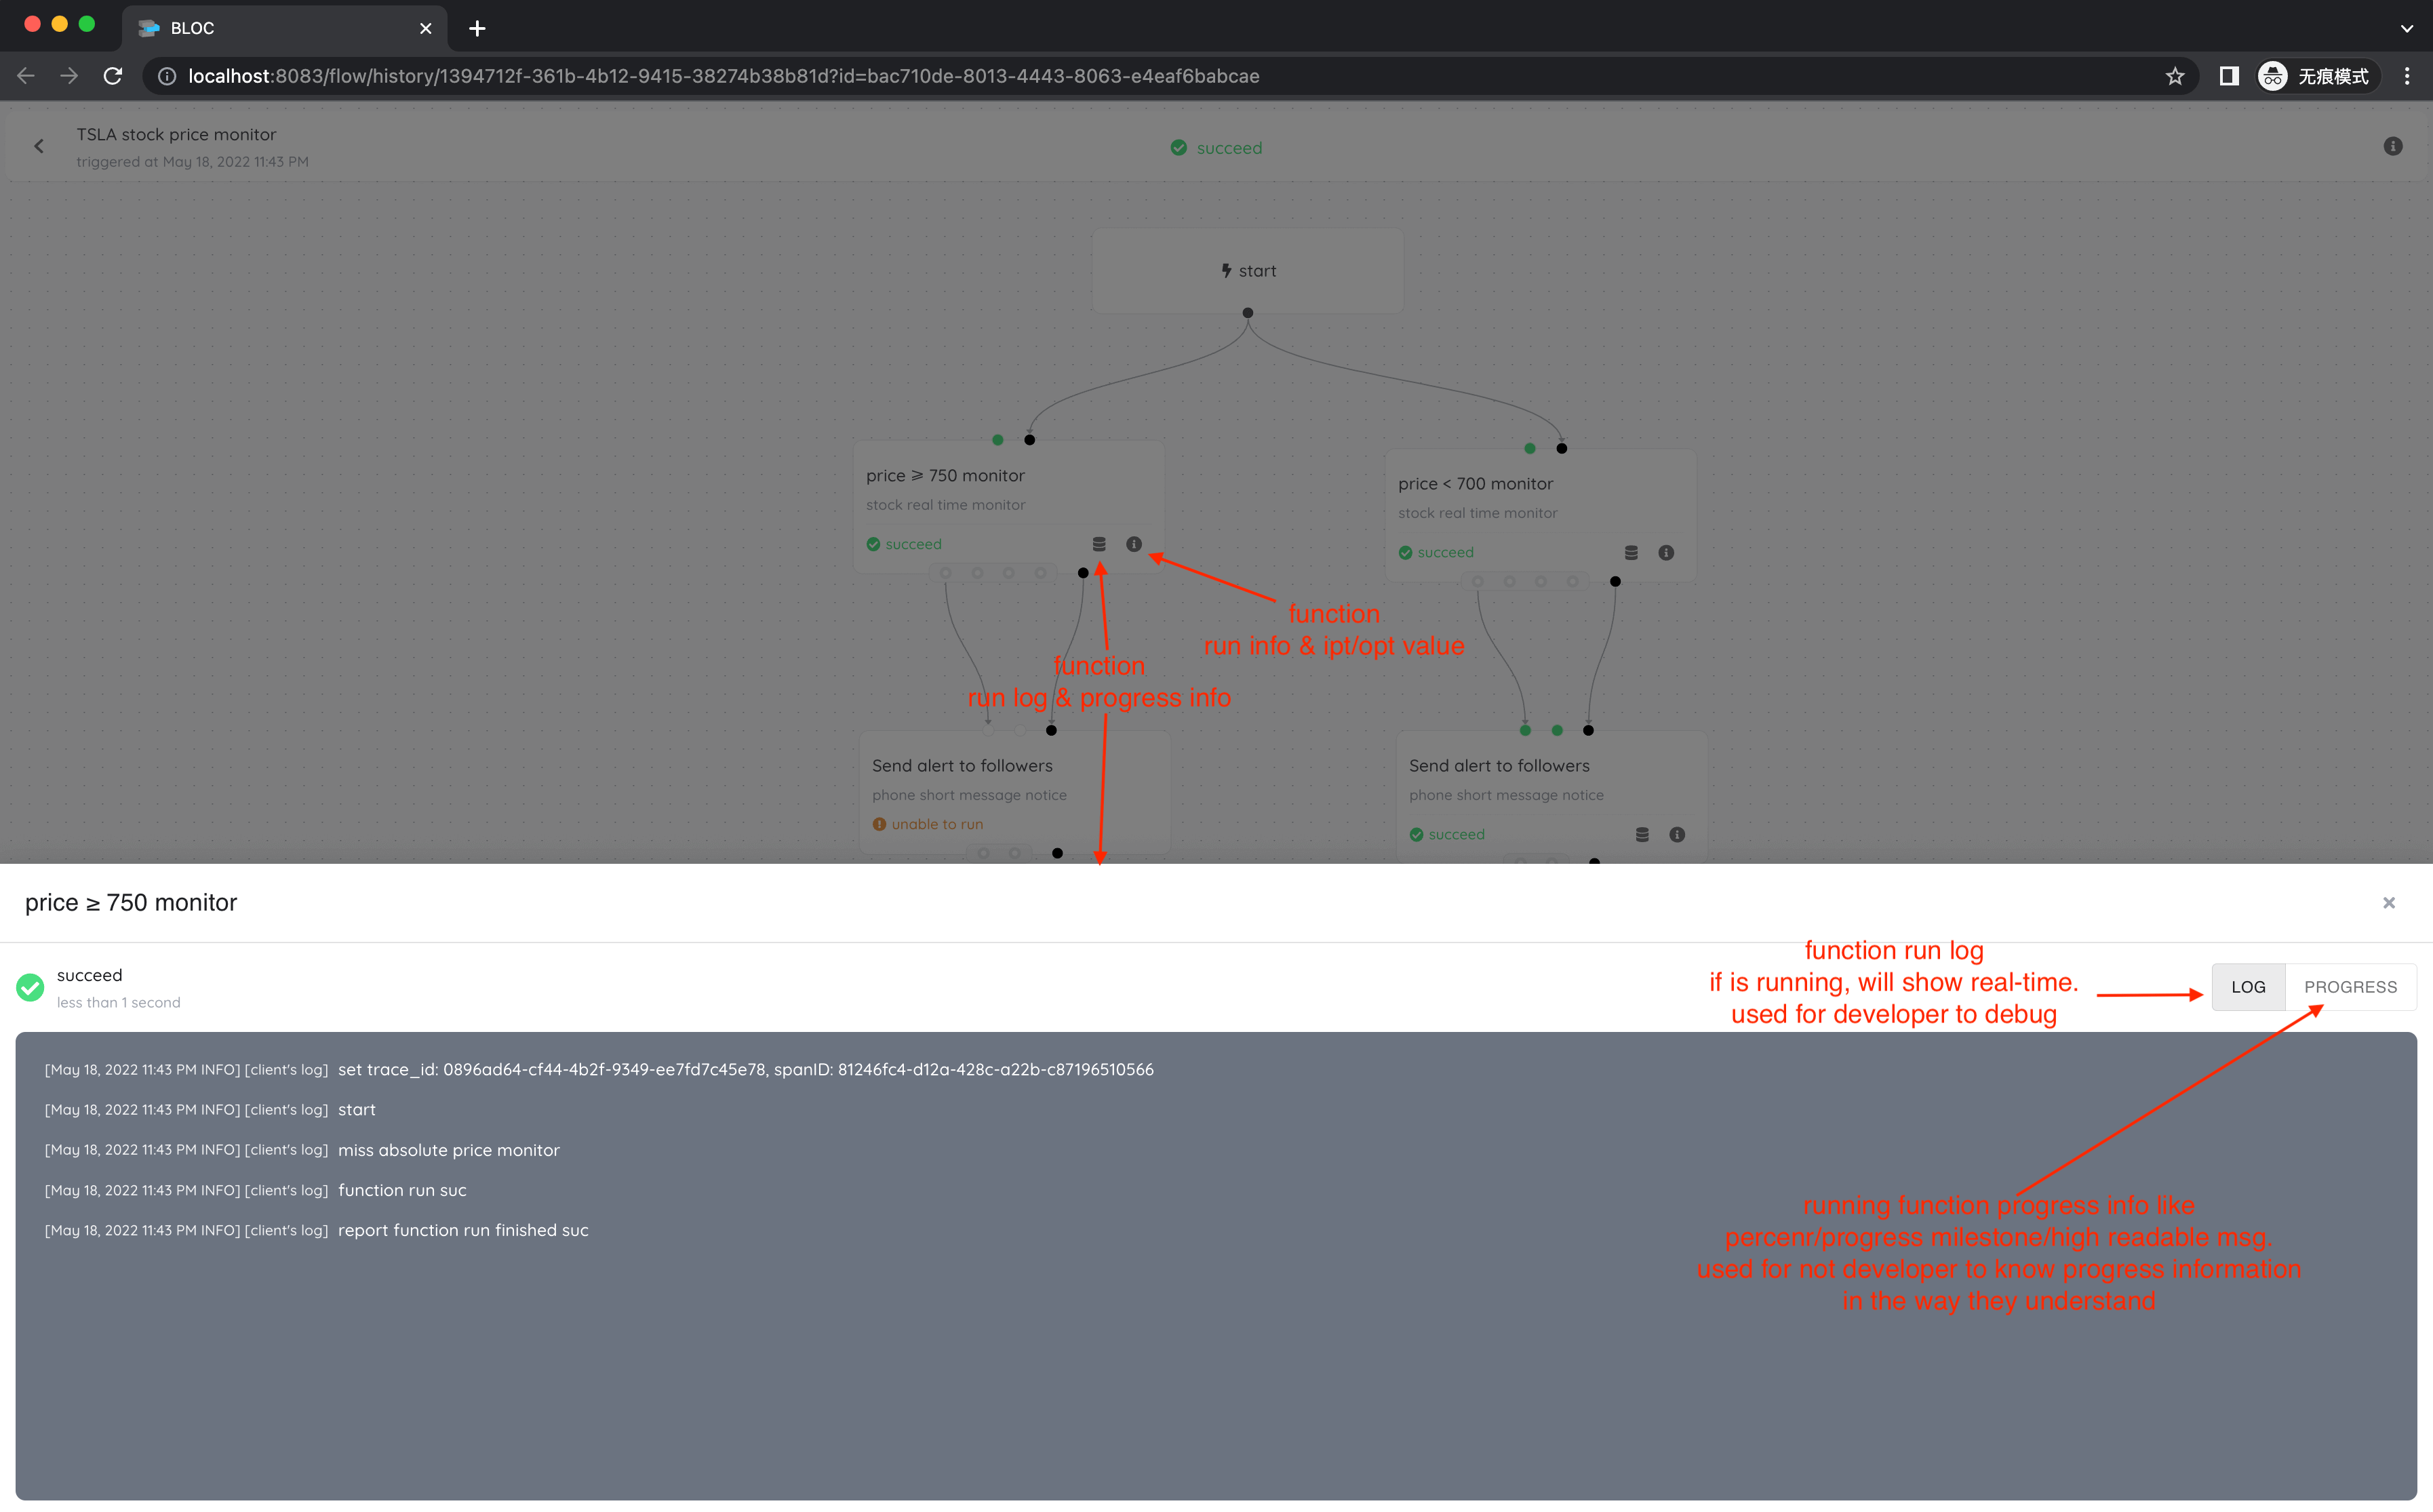 BLOC
localhost:8083/flow/history/1394712f-361b-4b12-9415-38274b38b81d?id=bac710de-8013-4443-8063-e4eaf6babcae
无痕模式
TSLA stock price monitor
triggered at May 18, 2022 11:43 PM
succeed
start
price ≥ 750 monitor
stock real time monitor
succeed
price < 700 monitor
stock real time monitor
succeed
function
run info & ipt/opt value
function
run log & progress info
Send alert to followers
phone short message notice
unable to run
Send alert to followers
phone short message notice
succeed
price ≥ 750 monitor
succeed
less than 1 second
function run log
if is running, will show real-time.
used for developer to debug
LOG
PROGRESS
[May 18, 2022 11:43 PM INFO] [client's log] set trace_id: 0896ad64-cf44-4b2f-9349-ee7fd7c45e78, spanID: 81246fc4-d12a-428c-a22b-c87196510566
[May 18, 2022 11:43 PM INFO] [client's log] start
[May 18, 2022 11:43 PM INFO] [client's log] miss absolute price monitor
[May 18, 2022 11:43 PM INFO] [client's log] function run suc
[May 18, 2022 11:43 PM INFO] [client's log] report function run finished suc
running function progress info like
percenr/progress milestone/high readable msg.
used for not developer to know progress information
in the way they understand